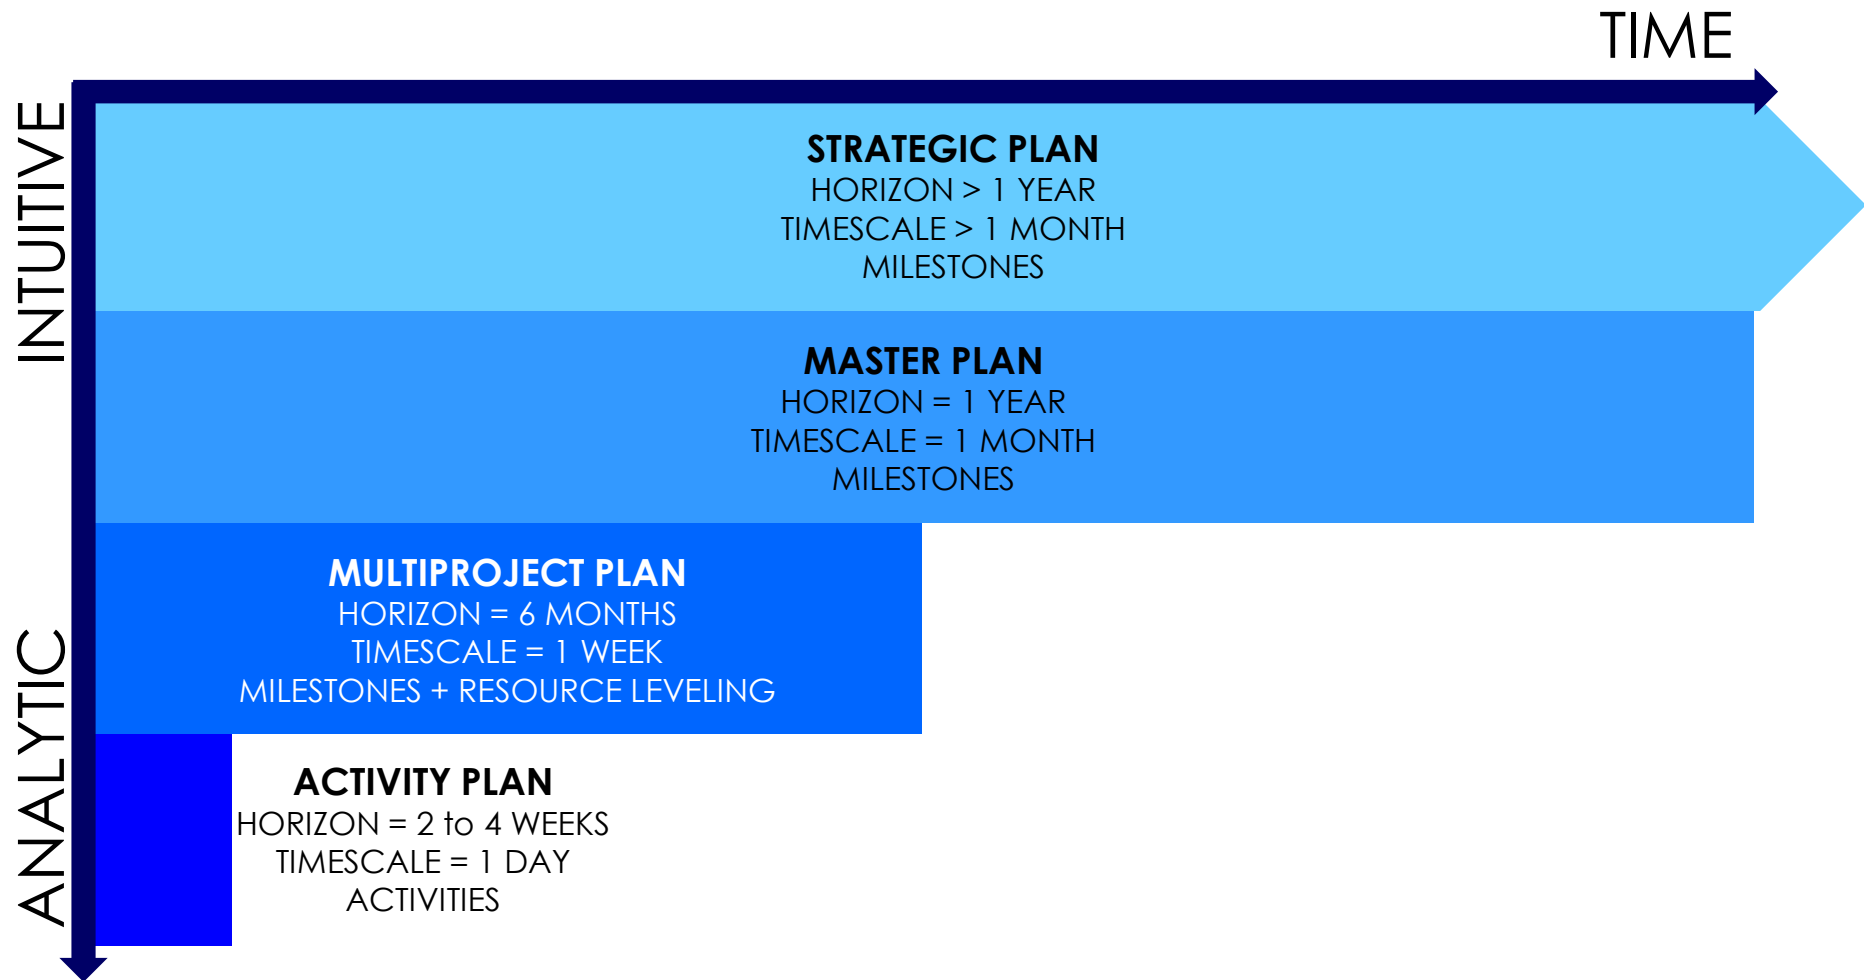 TIME
INTUITIVE
STRATEGIC PLAN
HORIZON > 1 YEAR
TIMESCALE > 1 MONTH
MILESTONES
MASTER PLAN
HORIZON = 1 YEAR
TIMESCALE = 1 MONTH
MILESTONES
MULTIPROJECT PLAN
HORIZON = 6 MONTHS
TIMESCALE = 1 WEEK
MILESTONES + RESOURCE LEVELING
ANALYTIC
ACTIVITY PLAN
HORIZON = 2 to 4 WEEKS
TIMESCALE = 1 DAY
ACTIVITIES